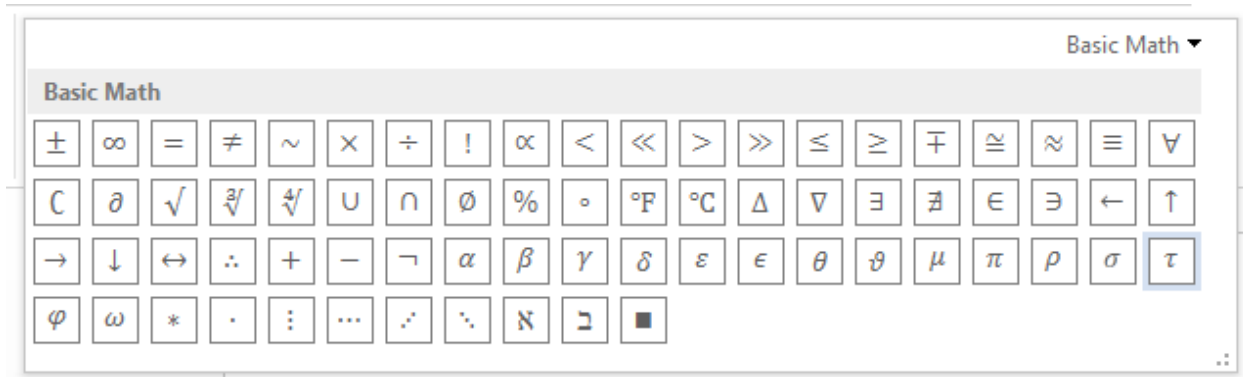 Basic Math
Basic Math
± ∞ = ≠ ~ × ÷ ! ∝ < ≪ > ≫ ≤ ≥ ∓ ≅ ≈ ≡ ∀
∁ ∂ √ ∛ ∜ ∪ ∩ ∅ % ° °F °C ∆ ∇ ∃ ∄ ∈ ∋ ← ↑
→ ↓ ↔ ∴ + − ¬ α β γ δ ε ϵ θ ϑ μ π ρ σ τ
φ ω ∗ ∙ ⋮ ⋯ ⋰ ⋱ ℵ ℶ ∎